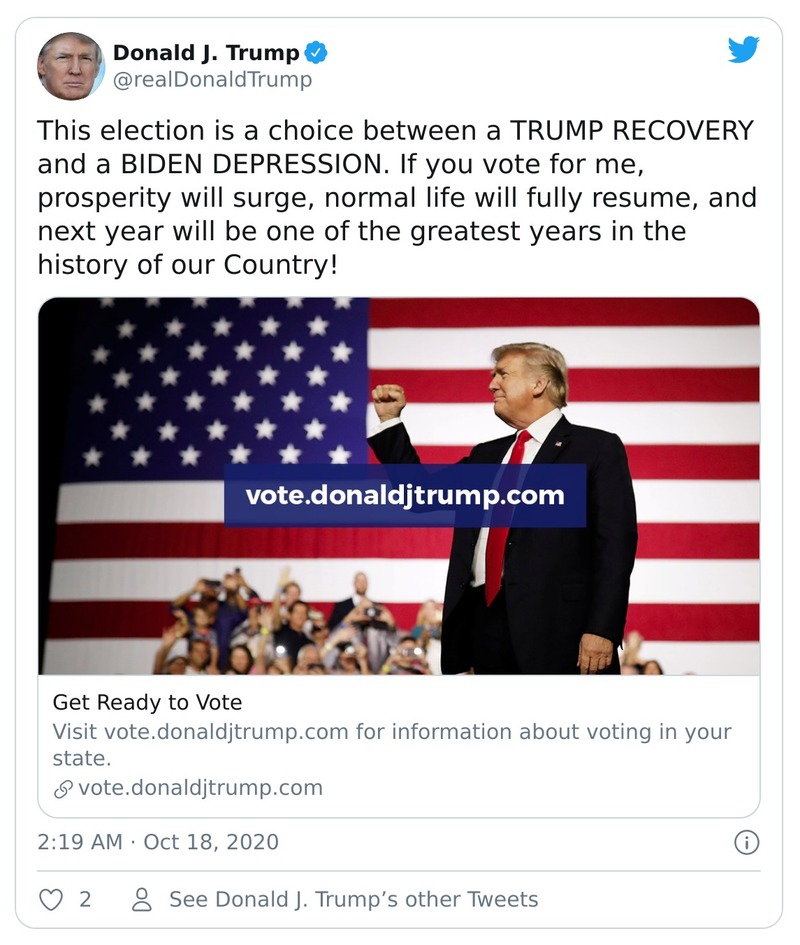 Donald J. Trump
@realDonaldTrump
This election is a choice between a TRUMP RECOVERY
and a BIDEN DEPRESSION. If you vote for me,
prosperity will surge, normal life will fully resume, and
next year will be one of the greatest years in the
history of our Country!
vote.donaldjtrump.com
Get Ready to Vote
Visit vote.donaldjtrump.com for information about voting in your
state.
vote.donaldjtrump.com
2:19 AM · Oct 18, 2020
2 See Donald J. Trump’s other Tweets